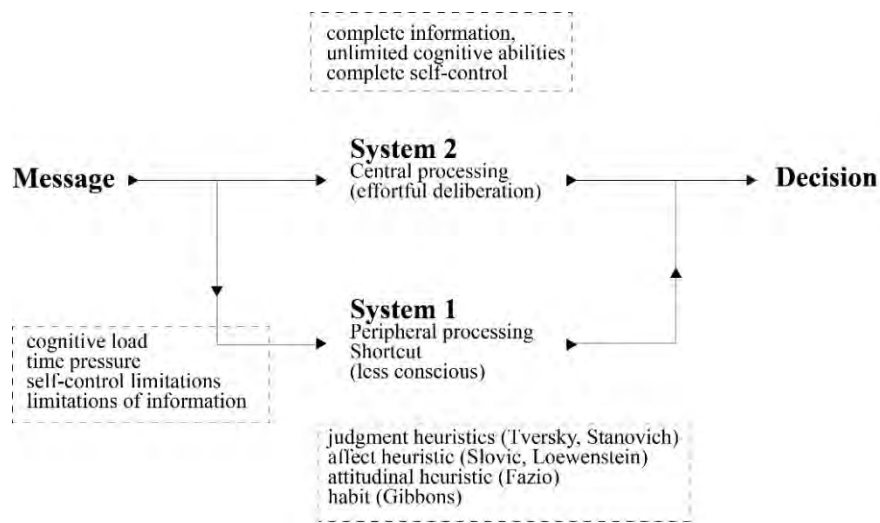 complete information,
unlimited cognitive abilities
complete self-control
System 2
Message
Central processing
(effortful deliberation)
Decision
System 1
Peripheral processing
Shortcut
(less conscious)
cognitive load
time pressure
self-control limitations
limitations of information
judgment heuristics (Tversky, Stanovich)
affect heuristic (Slovic, Loewenstein)
attitudinal heuristic (Fazio)
habit (Gibbons)